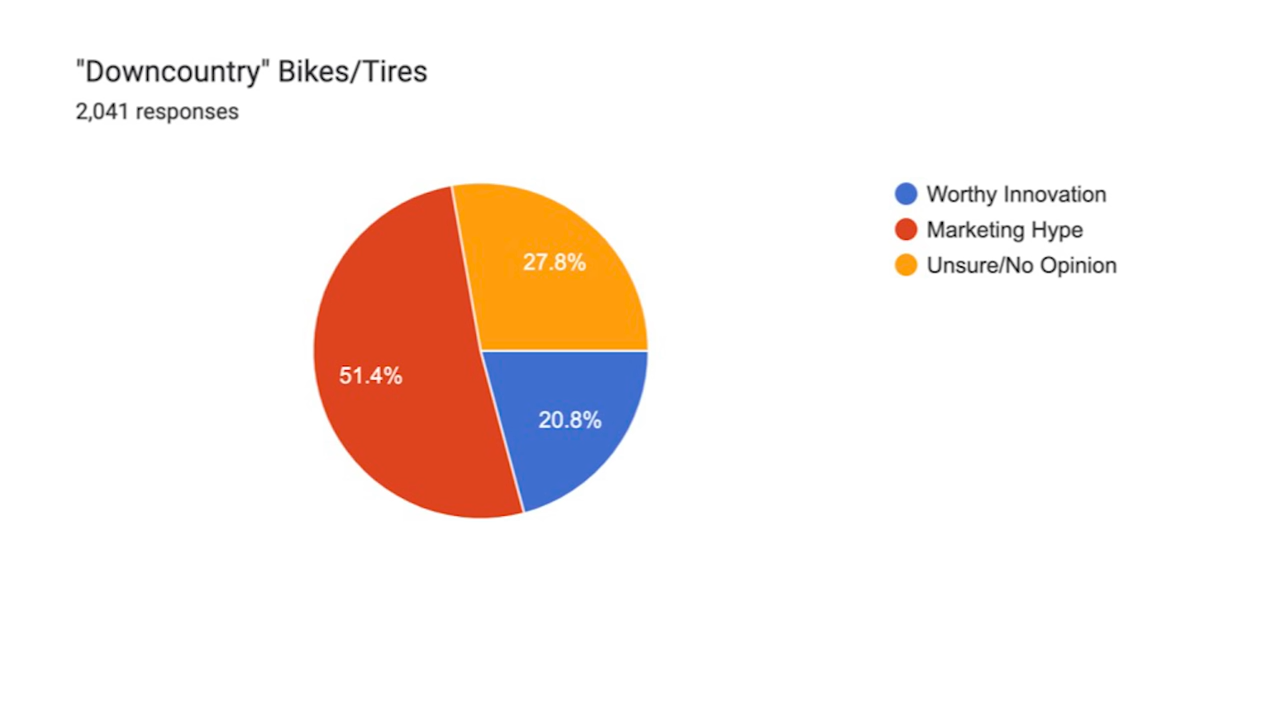 "Downcountry" Bikes/Tires
2,041 responses
Worthy Innovation
Marketing Hype
Unsure/No Opinion
27.8%
51.4%
20.8%